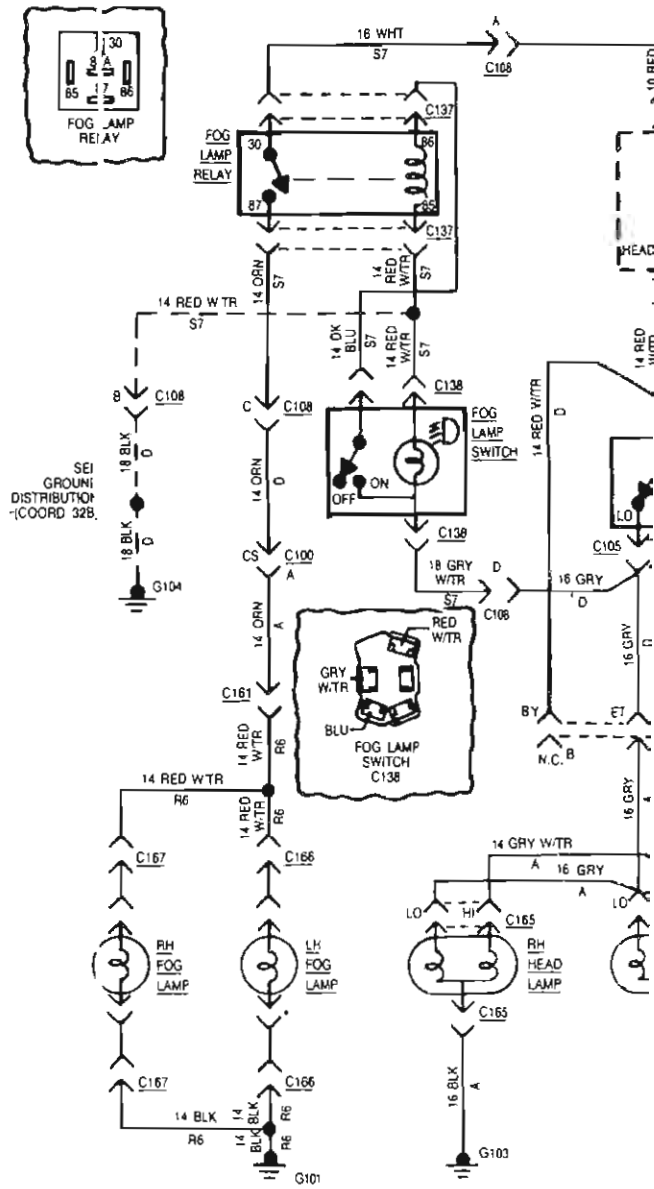 30
85
86
FOG LAMP
RELAY
16 WHT
S7
A
C108
10 RED
C137
FOG
LAMP
RELAY
30
86
87
85
C137
HEAD
14 ORN
S7
14 RED
W/TR
S7
14 RED W TR
S7
14 DK
BLU
S7
14 RED
W/TR
S7
14 RED
W/TR
B
C108
C
C108
C138
FOG
LAMP
SWITCH
OFF
ON
14 RED W/TR
D
LO
18 BLK
D
GROUN
DISTRIBUTION
(COORD 32B
18 BLK
D
G104
14 ORN
D
CS
C100
A
C138
18 GRY
W/TR
S7
D
C108
16 GRY
D
C105
D
16 GRY
14 ORN
A
C161
RED
W/TR
GRY
W/TR
BLU
FOG LAMP
SWITCH
C138
BY
ET
N.C.
B
14 RED
W/TR
R6
14 RED W/TR
R6
14 RED
W/TR
R6
16 GRY
A
14 GRY W/TR
A
16 GRY
A
C167
C166
LO
HI
C165
LO
RH
FOG
LAMP
LH
FOG
LAMP
RH
HEAD
LAMP
C165
C167
C166
16 BLK
A
14 BLK
R6
14 BLK
R6
14 BLK
R6
G101
G103